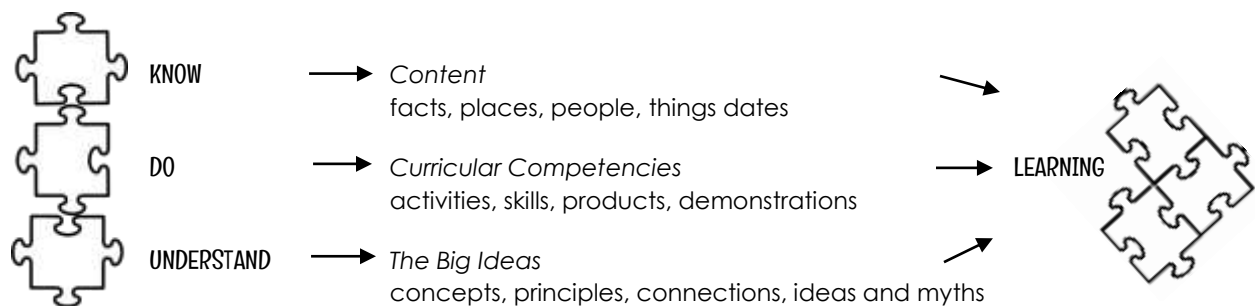 KNOW
Content
facts, places, people, things dates
DO
Curricular Competencies
activities, skills, products, demonstrations
LEARNING
UNDERSTAND
The Big Ideas
concepts, principles, connections, ideas and myths